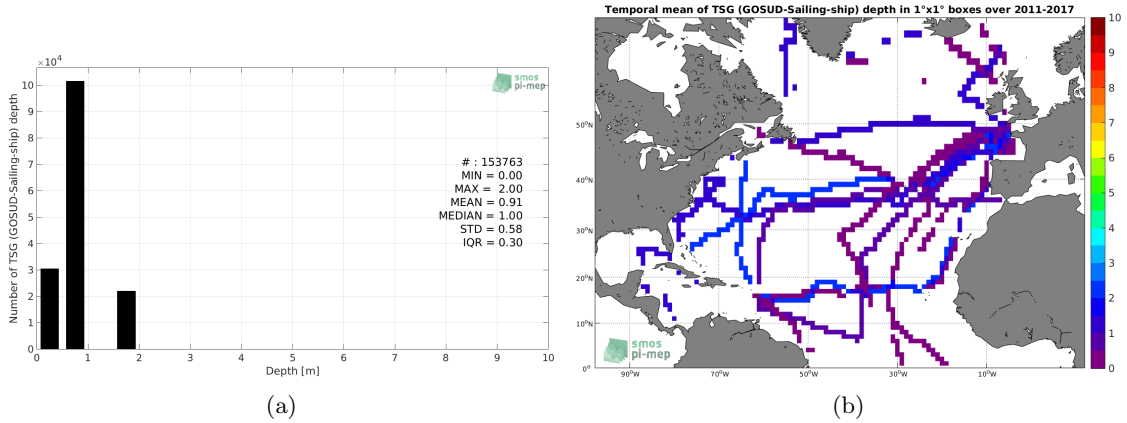 Temporal mean of TSG (GOSUD-Sailing-ship) depth in 1°x1° boxes over 2011-2017
×10⁴
10
9
8
7
6
5
4
3
2
1
0
Number of TSG (GOSUD-Sailing-ship) depth
smos
pi-mep
# : 153763
MIN = 0.00
MAX = 2.00
MEAN = 0.91
MEDIAN = 1.00
STD = 0.58
IQR = 0.30
0 1 2 3 4 5 6 7 8 9 10
Depth [m]
(a)
50°N
40°N
30°N
20°N
10°N
0°
90°W 70°W 50°W 30°W 10°W
smos
pi-mep
10
9
8
7
6
5
4
3
2
1
0
(b)